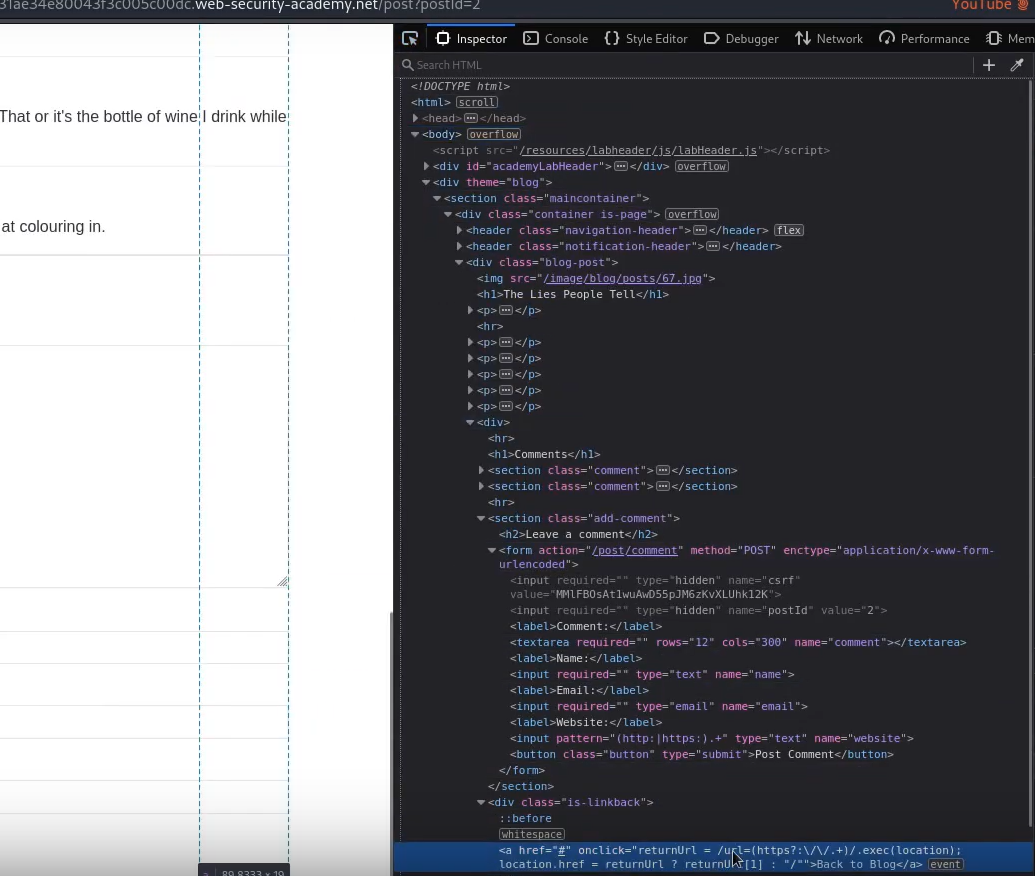 31ae34e80043f3c005c00dc.web-security-academy.net/post?postId=2
YouTube
Inspector Console Style Editor Debugger Network Performance Mem
Search HTML
<!DOCTYPE html>
<html> scroll
<head> ••• </head>
<body> overflow
<script src="/resources/labheader/js/labHeader.js"></script>
<div id="academyLabHeader"> ••• </div> overflow
<div theme="blog">
<section class="maincontainer">
<div class="container is-page"> overflow
<header class="navigation-header"> ••• </header> flex
<header class="notification-header"> ••• </header>
<div class="blog-post">
<img src="/image/blog/posts/67.jpg">
<h1>The Lies People Tell</h1>
<p> ••• </p>
<hr>
<p> ••• </p>
<p> ••• </p>
<p> ••• </p>
<p> ••• </p>
<p> ••• </p>
<div>
<hr>
<h1>Comments</h1>
<section class="comment"> ••• </section>
<section class="comment"> ••• </section>
<hr>
<section class="add-comment">
<h2>Leave a comment</h2>
<form action="/post/comment" method="POST" enctype="application/x-www-form-
urlencoded">
<input required="" type="hidden" name="csrf"
value="MMlFBOsAt1wuAwD55pJM6zKvXLUhk12K">
<input required="" type="hidden" name="postId" value="2">
<label>Comment:</label>
<textarea required="" rows="12" cols="300" name="comment"></textarea>
<label>Name:</label>
<input required="" type="text" name="name">
<label>Email:</label>
<input required="" type="email" name="email">
<label>Website:</label>
<input pattern="(http:|https:).+" type="text" name="website">
<button class="button" type="submit">Post Comment</button>
</form>
</section>
<div class="is-linkback">
::before
whitespace
<a href="#" onclick="returnUrl = /url=(https?:\/\/.+)/.exec(location);
location.href = returnUrl ? returnUrl[1] : "/"">Back to Blog</a> event
That or it's the bottle of wine I drink while
at colouring in.
a 89.8333 × 19